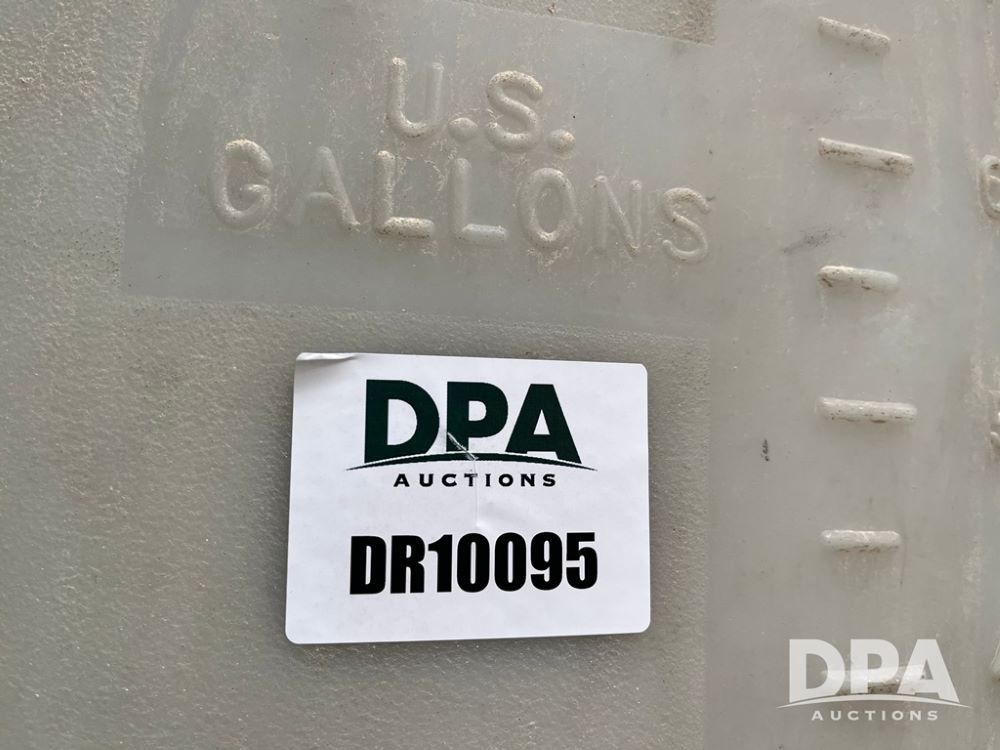 U.S.
GALLONS
DPA
AUCTIONS
DR10095
DPA
AUCTIONS